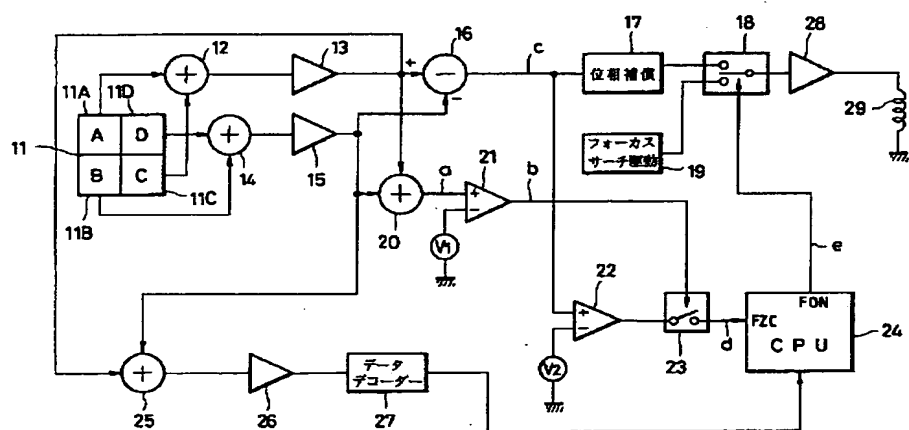 12
13
16
c
17
位相補償
18
28
29
11A
11D
A
D
B
C
11
11B
11C
14
15
+
-
フォーカス
サーチ駆動
19
20
a
21
+
-
V1
b
22
+
-
V2
23
d
e
FON
FZC
CPU
24
25
26
データ
デコーダー
27